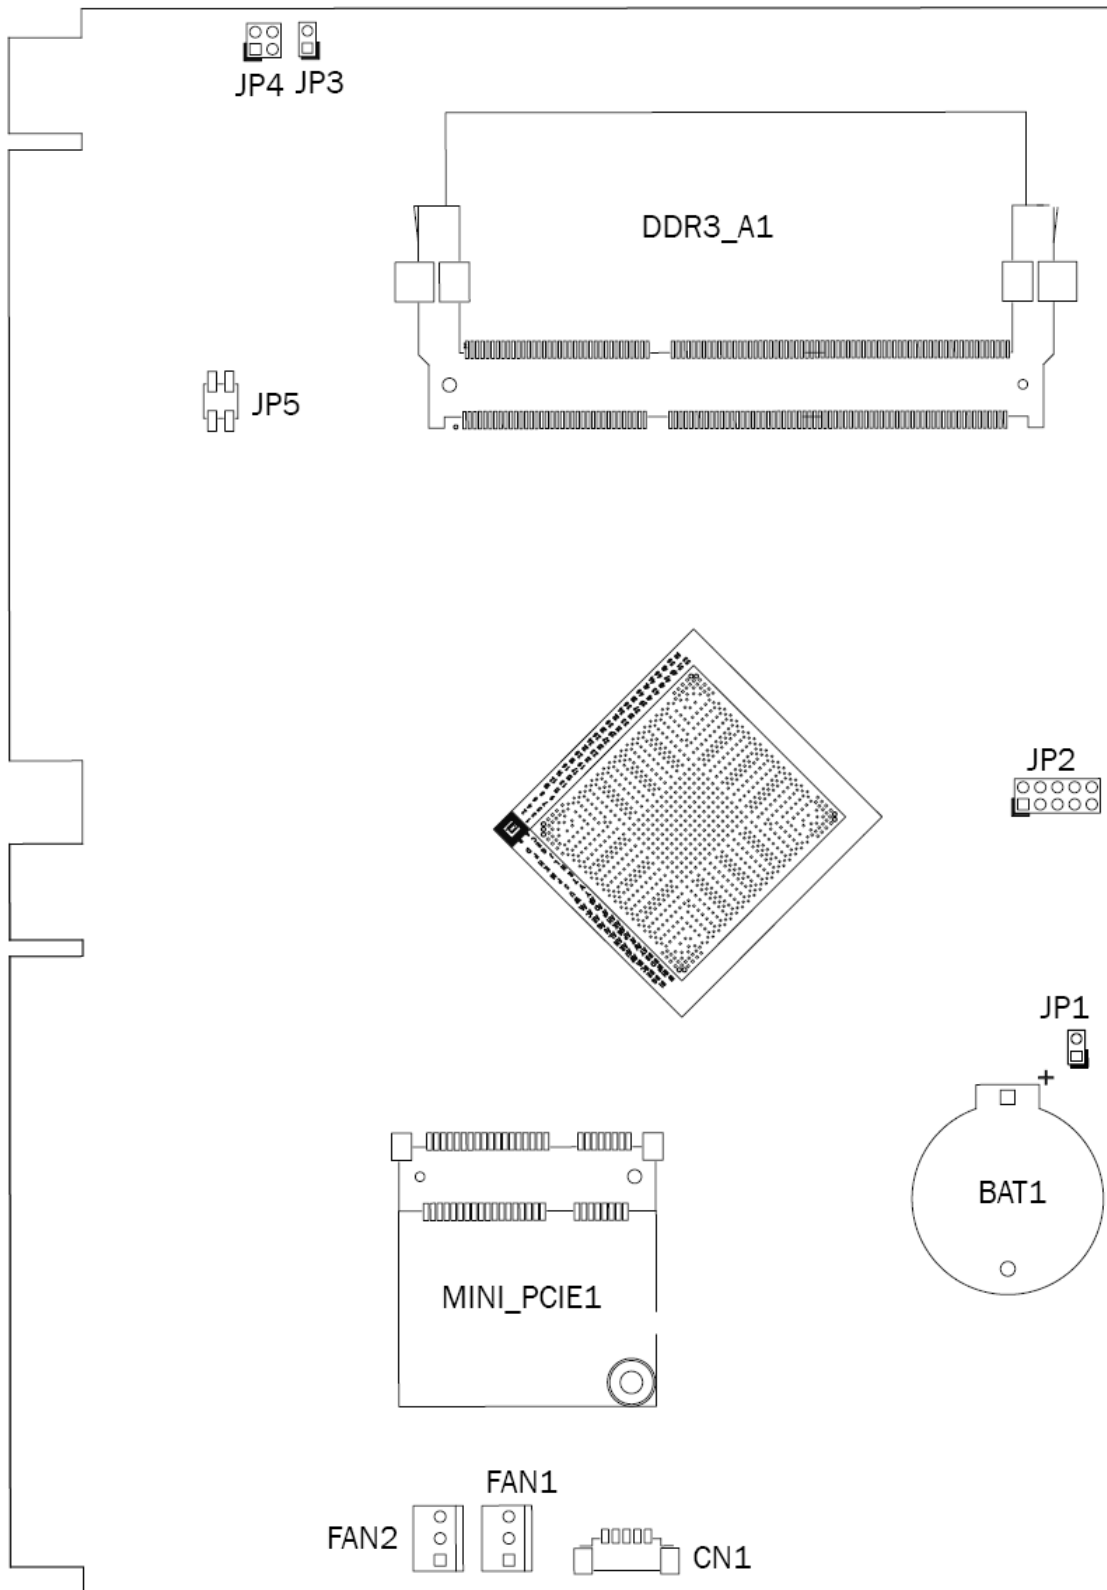 JP4 JP3
DDR3_A1
JP5
JP2
JP1
+
BAT1
MINI_PCIE1
FAN1
FAN2
CN1